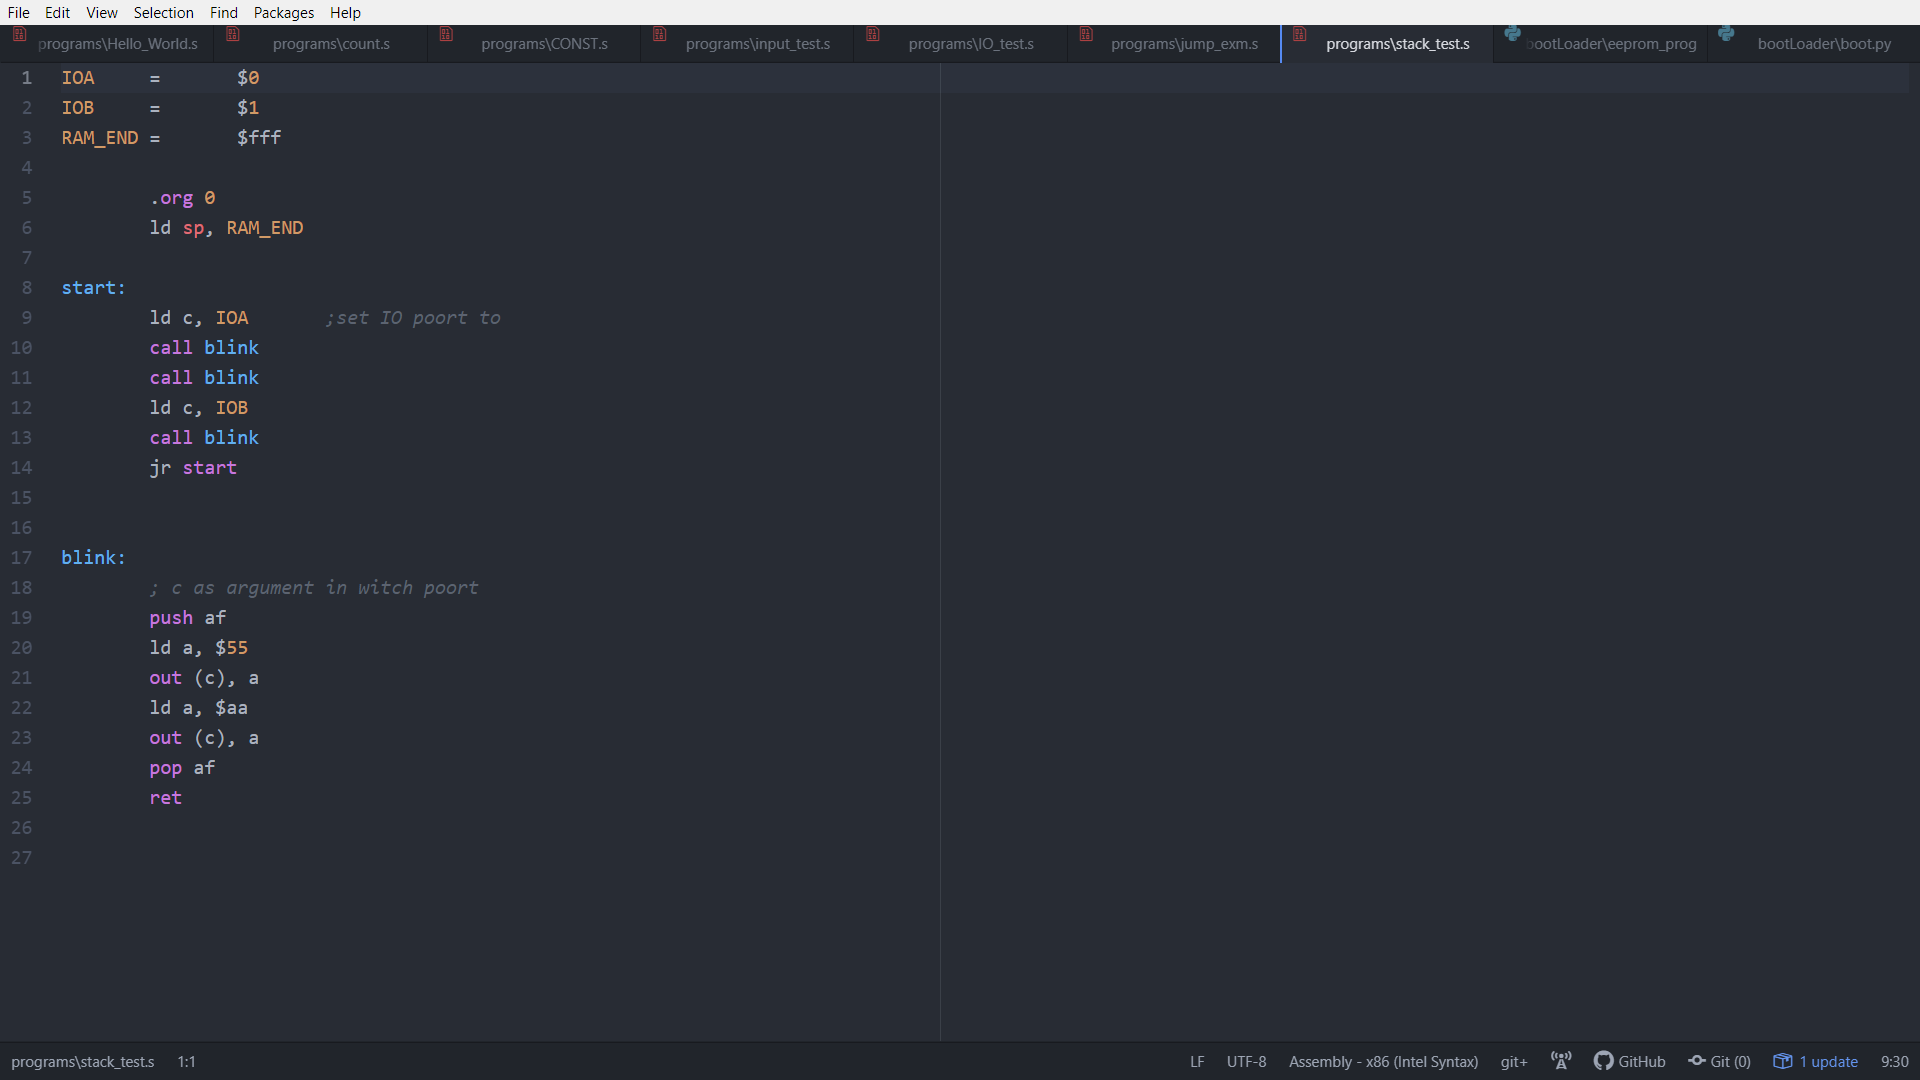 File Edit View Selection Find Packages Help
programs\Hello_World.s programs\count.s programs\CONST.s programs\input_test.s programs\IO_test.s programs\jump_exm.s programs\stack_test.s bootLoader\eeprom_prog bootLoader\boot.py
1 IOA = $0
2 IOB = $1
3 RAM_END = $fff
4
5 .org 0
6 ld sp, RAM_END
7
8 start:
9 ld c, IOA ;set IO poort to
10 call blink
11 call blink
12 ld c, IOB
13 call blink
14 jr start
15
16
17 blink:
18 ; c as argument in witch poort
19 push af
20 ld a, $55
21 out (c), a
22 ld a, $aa
23 out (c), a
24 pop af
25 ret
26
27
programs\stack_test.s 1:1 LF UTF-8 Assembly - x86 (Intel Syntax) git+ GitHub Git (0) 1 update 9:30